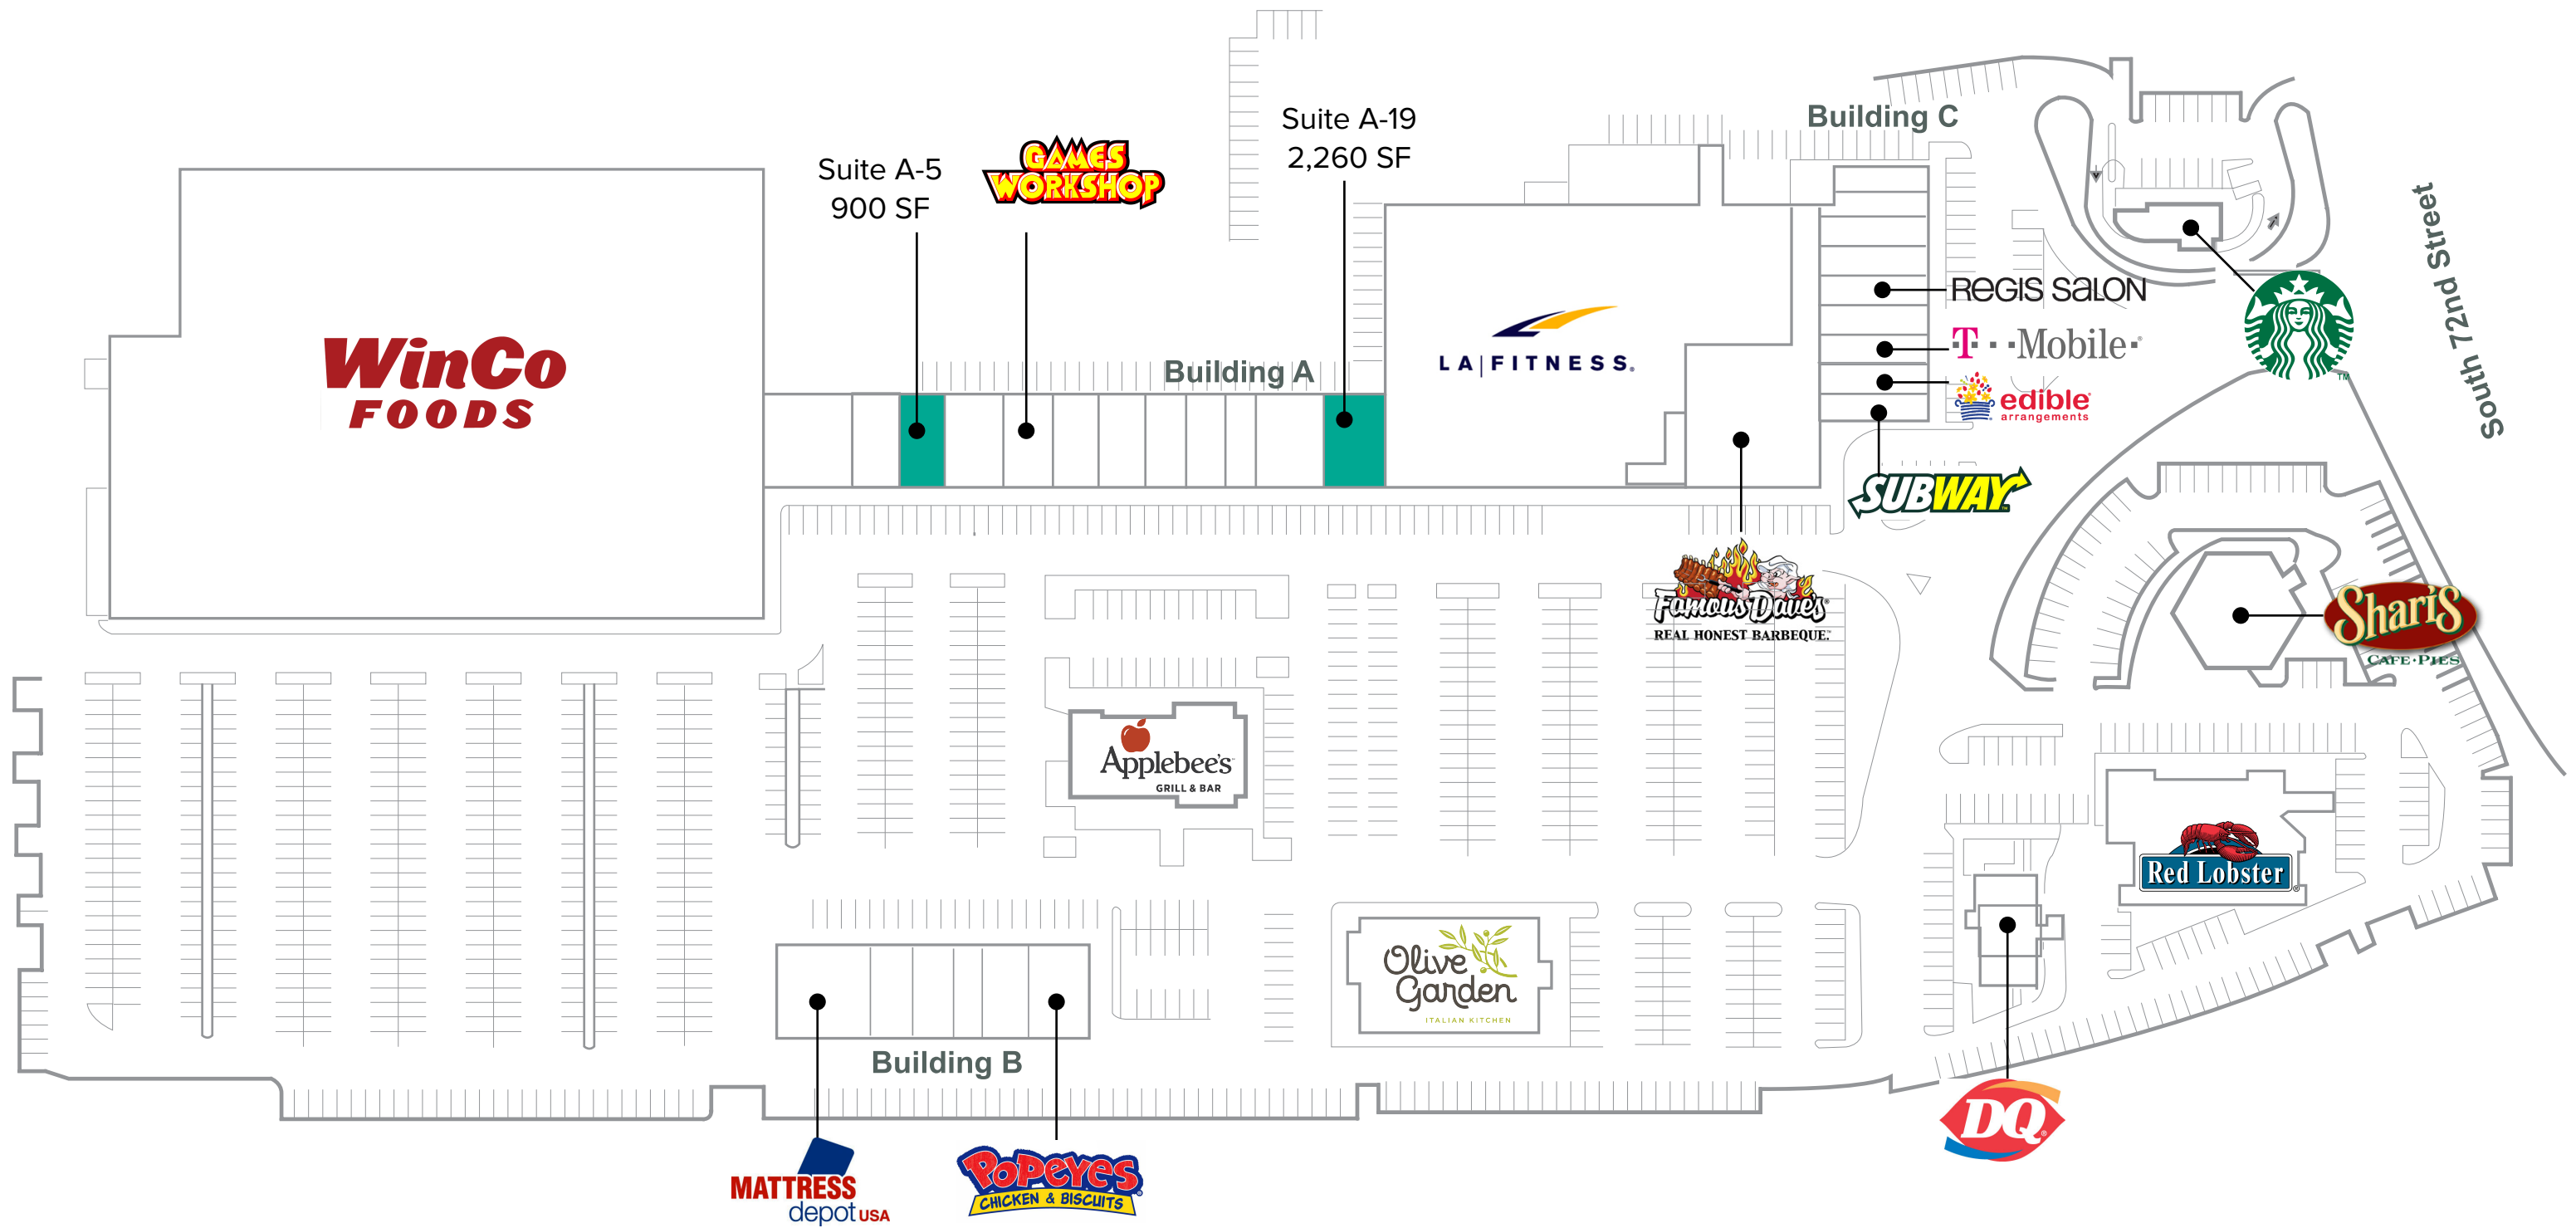 Building C
Suite A-19
2,260 SF
GAMES
WORKSHOP
Suite A-5
900 SF
South 72nd Street
REGIS SALON
T··Mobile·®
TM
WinCo
FOODS
LA|FITNESS®
Building A
edible®
arrangements
SUBWAY
Famous Dave's
REAL HONEST BARBEQUE.™
Shari's
CAFE·PIES
Applebee's
GRILL & BAR
Red Lobster®
Olive
Garden
ITALIAN KITCHEN
Building B
DQ®
MATTRESS
depot USA
POPEYES®
CHICKEN & BISCUITS